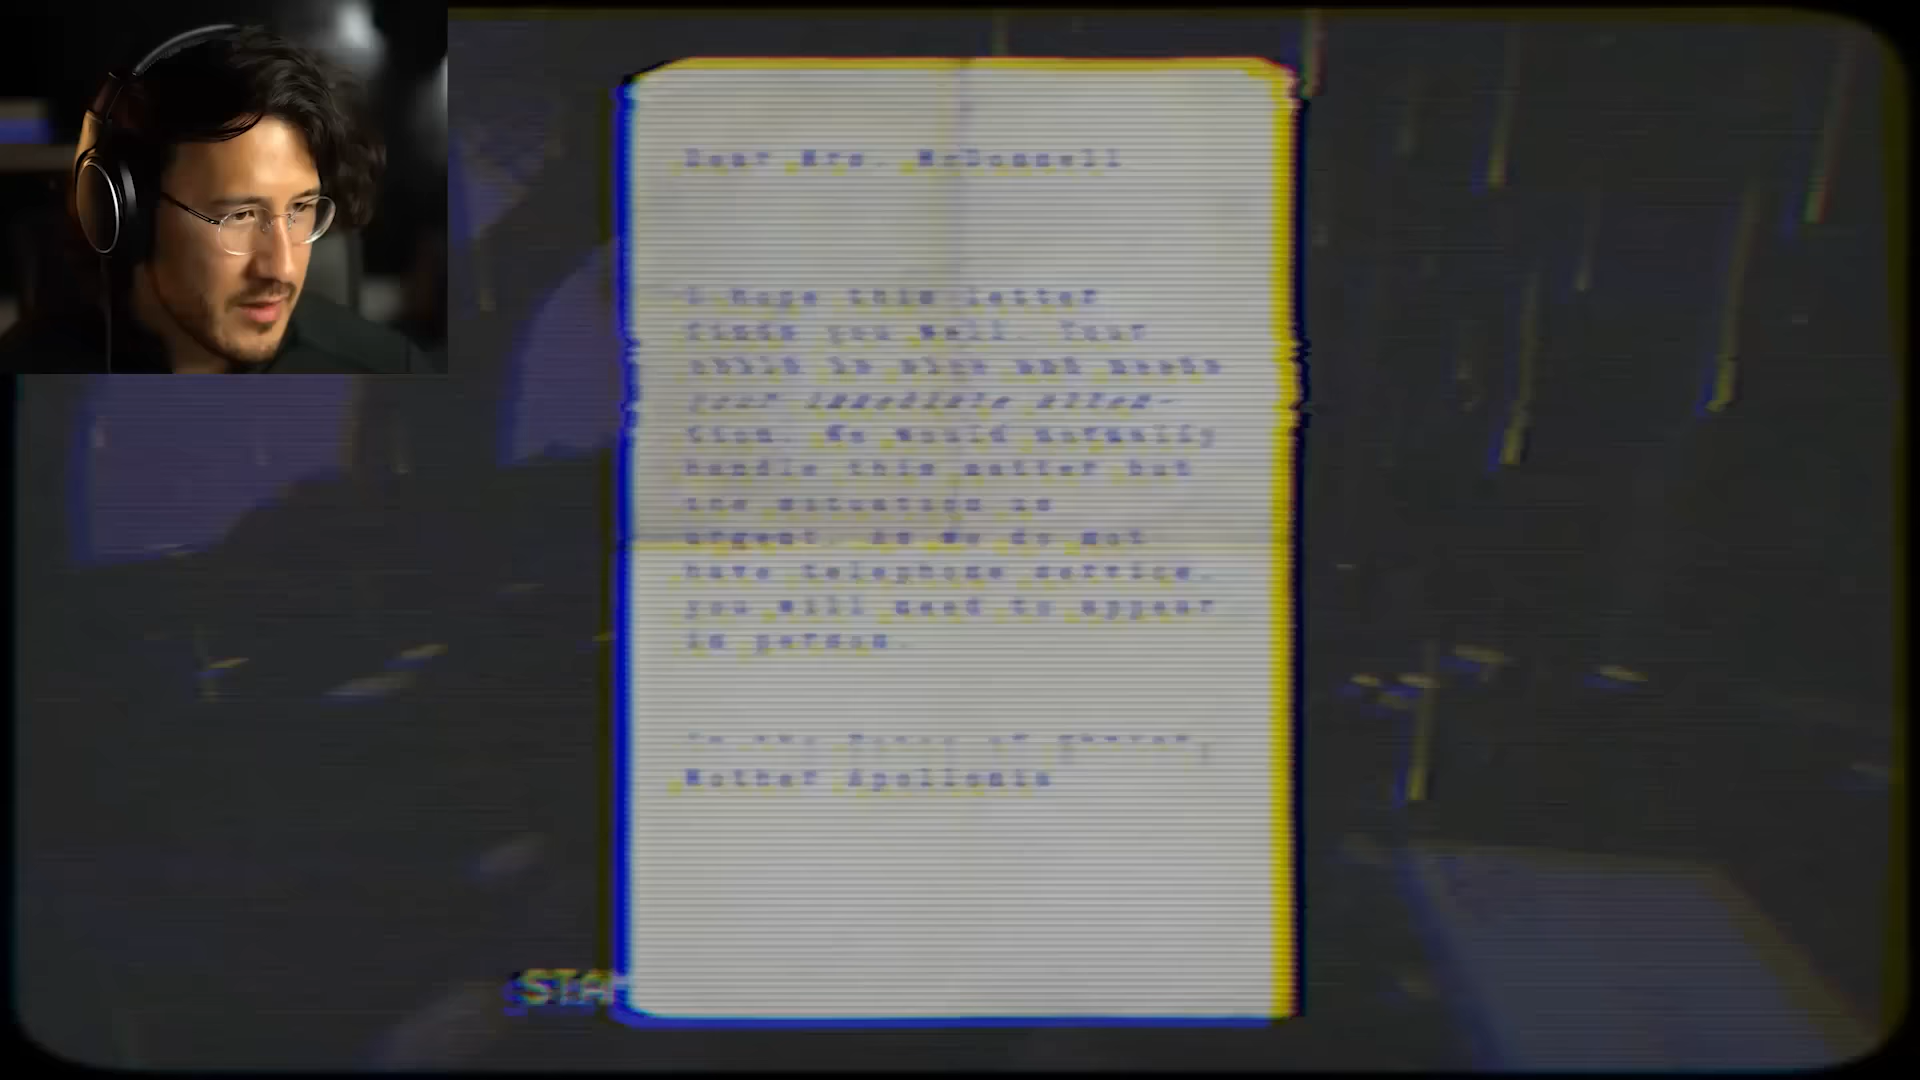 Dear Mrs. McDonnell
I hope this letter
finds you well. Your
child is sick and needs
your immediate atten-
tion. We would normally
handle this matter but
the situation is
urgent. As we do not
have telephone service,
you will need to appear
in person.
Mother Apollonia
STA